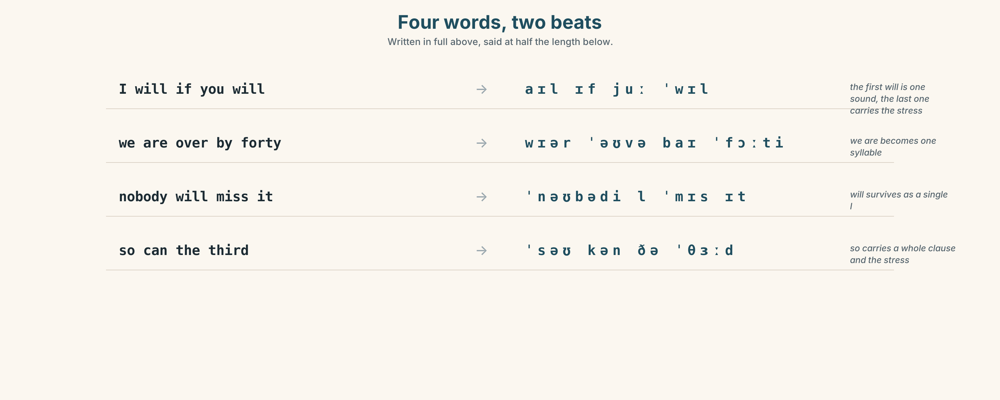 Four words, two beats
Written in full above, said at half the length below.
I will if you will → aɪl ɪf juː ˈwɪl
the first will is one
sound, the last one
carries the stress
we are over by forty → wɪər ˈəʊvə baɪ ˈfɔːti
we are becomes one
syllable
nobody will miss it → ˈnəʊbədi l ˈmɪs ɪt
will survives as a single
l
so can the third → ˈsəʊ kən ðə ˈθɜːd
so carries a whole clause
and the stress